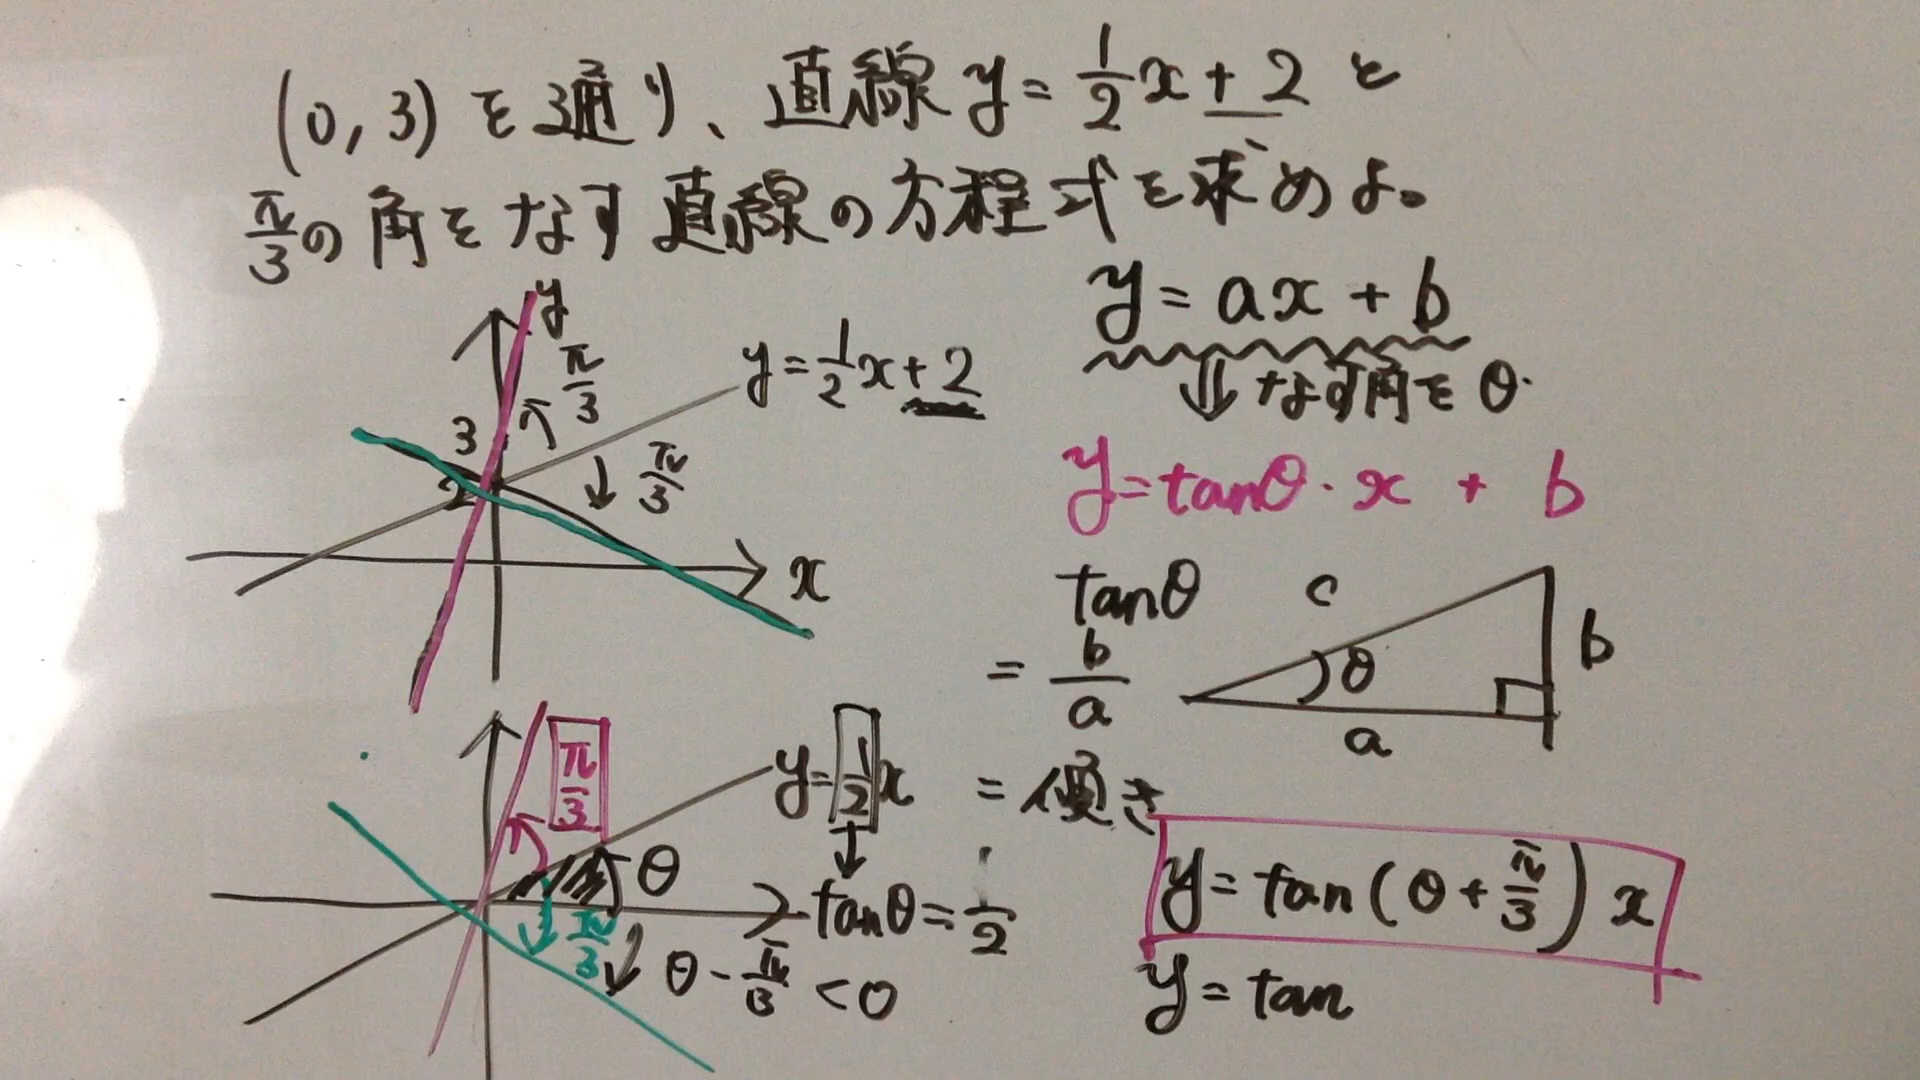 (0, 3) を通り、直線 y = 1/2 x + 2 と
π/3 の角をなす直線の方程式を求めよ。
y = ax + b
⇓ なす角を θ.
y = tanθ · x + b
y
π/3
y = 1/2 x + 2
3
2
π/3
x
tanθ
= b/a
= 傾き
c
θ
b
a
π/3
y = 1/2 x
↓
θ
tanθ = 1/2
π/3
θ - π/3 < 0
y = tan(θ + π/3) x
y = tan